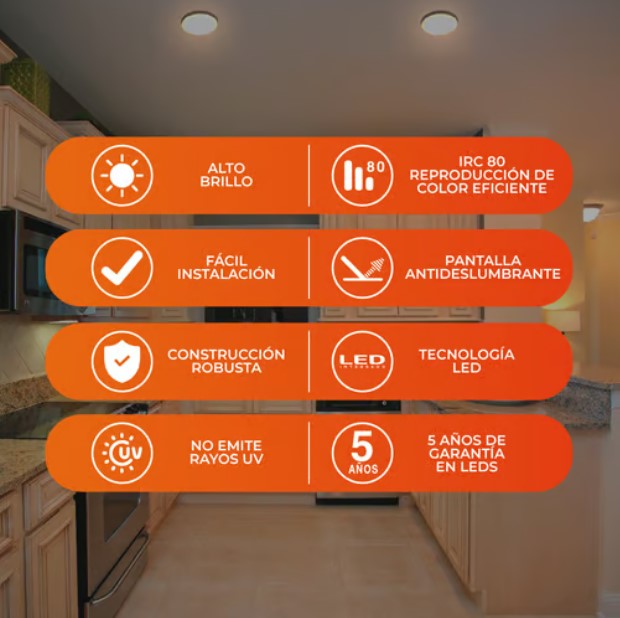 ALTO
BRILLO
80
IRC 80
REPRODUCCIÓN DE
COLOR EFICIENTE
FÁCIL
INSTALACIÓN
PANTALLA
ANTIDESLUMBRANTE
CONSTRUCCIÓN
ROBUSTA
LED
INTEGRADO
TECNOLOGÍA
LED
UV
NO EMITE
RAYOS UV
5
AÑOS
5 AÑOS DE
GARANTÍA
EN LEDS